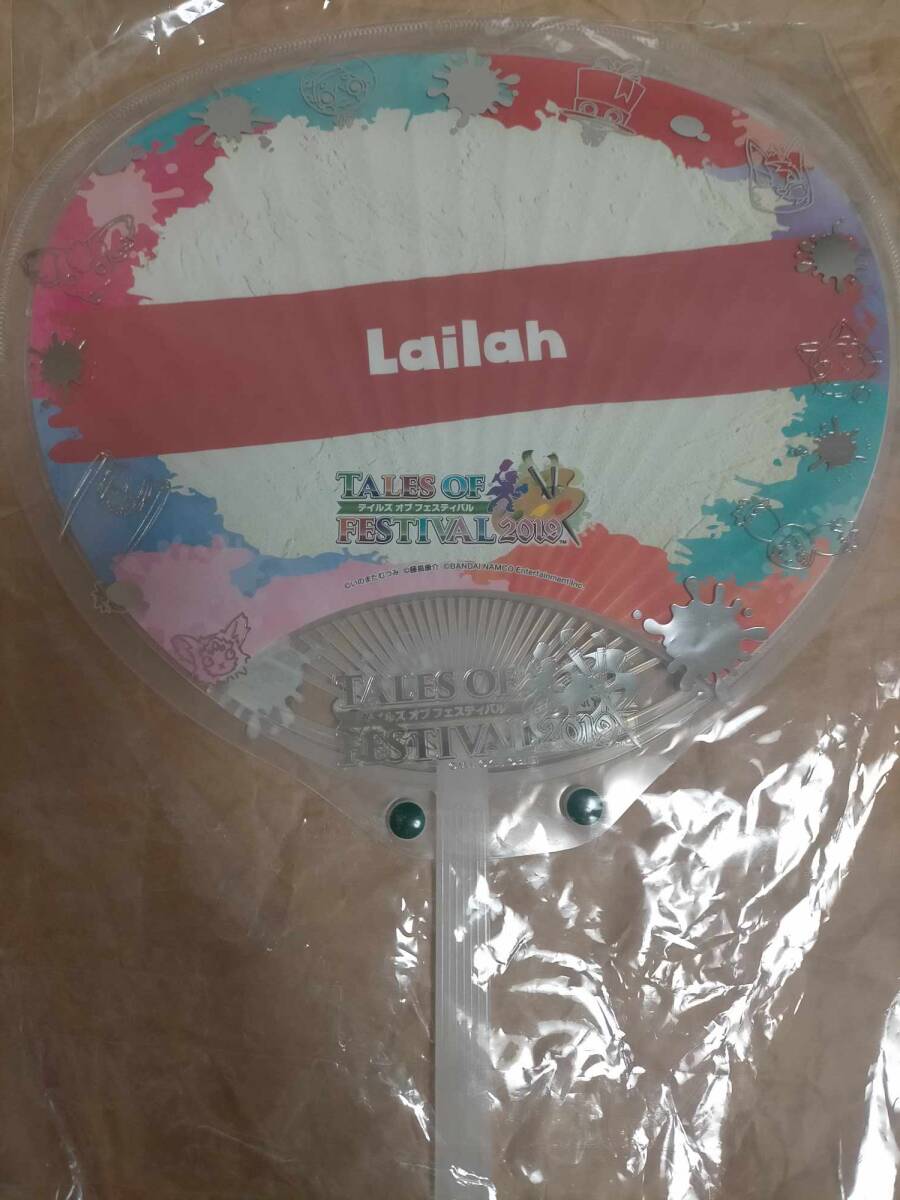 Lailah
TALES OF
テイルズ オブ フェスティバル
FESTIVAL 2019™
©いのまたむつみ ©藤島康介 ©BANDAI NAMCO Entertainment Inc.
TALES OF
テイルズ オブ フェスティバル
FESTIVAL 2019